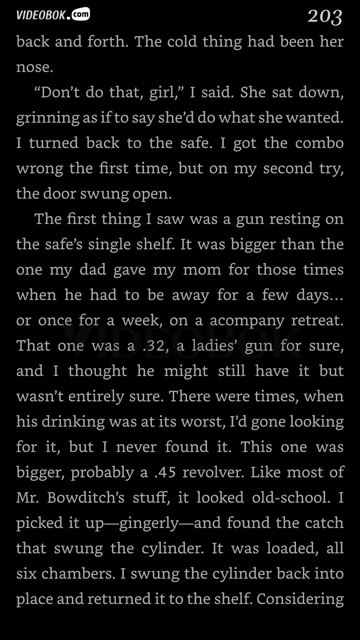 VIDEOBOK.com
203
back and forth. The cold thing had been her
nose.
“Don’t do that, girl,” I said. She sat down,
grinning as if to say she’d do what she wanted.
I turned back to the safe. I got the combo
wrong the first time, but on my second try,
the door swung open.
The first thing I saw was a gun resting on
the safe’s single shelf. It was bigger than the
one my dad gave my mom for those times
when he had to be away for a few days…
or once for a week, on a acompany retreat.
That one was a .32, a ladies’ gun for sure,
and I thought he might still have it but
wasn’t entirely sure. There were times, when
his drinking was at its worst, I’d gone looking
for it, but I never found it. This one was
bigger, probably a .45 revolver. Like most of
Mr. Bowditch’s stuff, it looked old-school. I
picked it up—gingerly—and found the catch
that swung the cylinder. It was loaded, all
six chambers. I swung the cylinder back into
place and returned it to the shelf. Considering